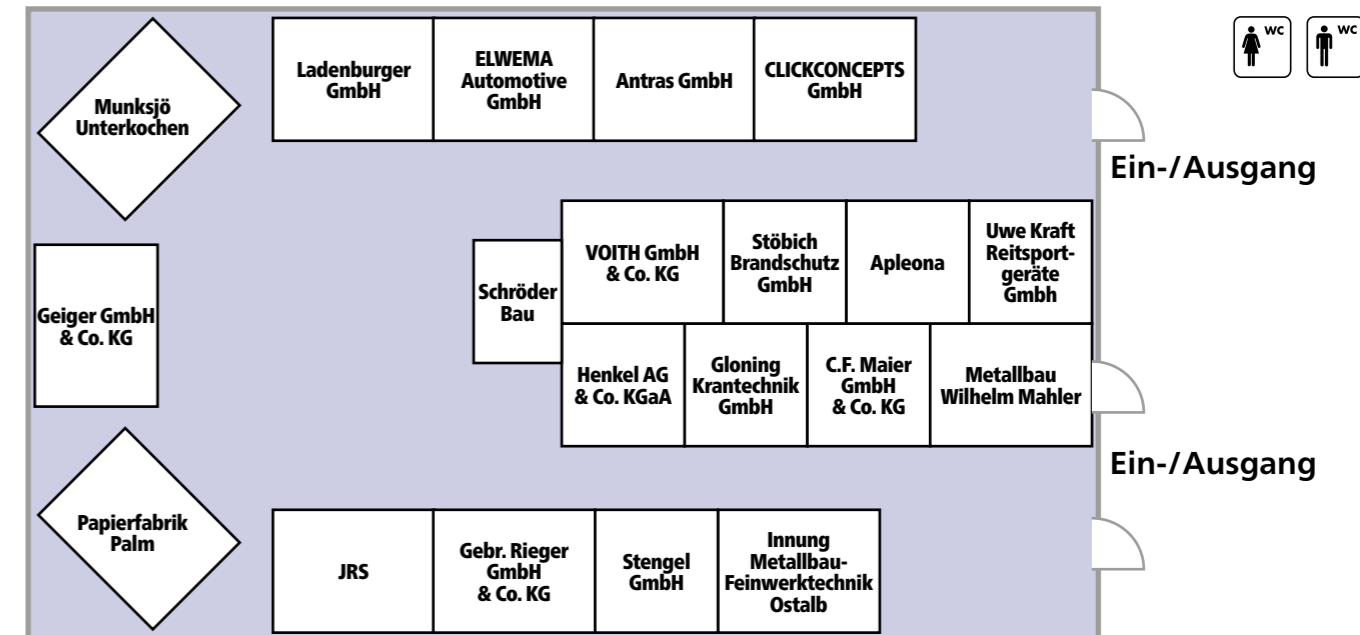 Munksjö
Unterkochen
Ladenburger
GmbH
ELWEMA
Automotive
GmbH
Antras GmbH
CLICKCONCEPTS
GmbH
WC
WC
Ein-/Ausgang
Geiger GmbH
& Co. KG
Schröder
Bau
VOITH GmbH
& Co. KG
Stöbich
Brandschutz
GmbH
Apleona
Uwe Kraft
Reitsport-
geräte
Gmbh
Henkel AG
& Co. KGaA
Gloning
Krantechnik
GmbH
C.F. Maier
GmbH
& Co. KG
Metallbau
Wilhelm Mahler
Ein-/Ausgang
Papierfabrik
Palm
JRS
Gebr. Rieger
GmbH
& Co. KG
Stengel
GmbH
Innung
Metallbau-
Feinwerktechnik
Ostalb